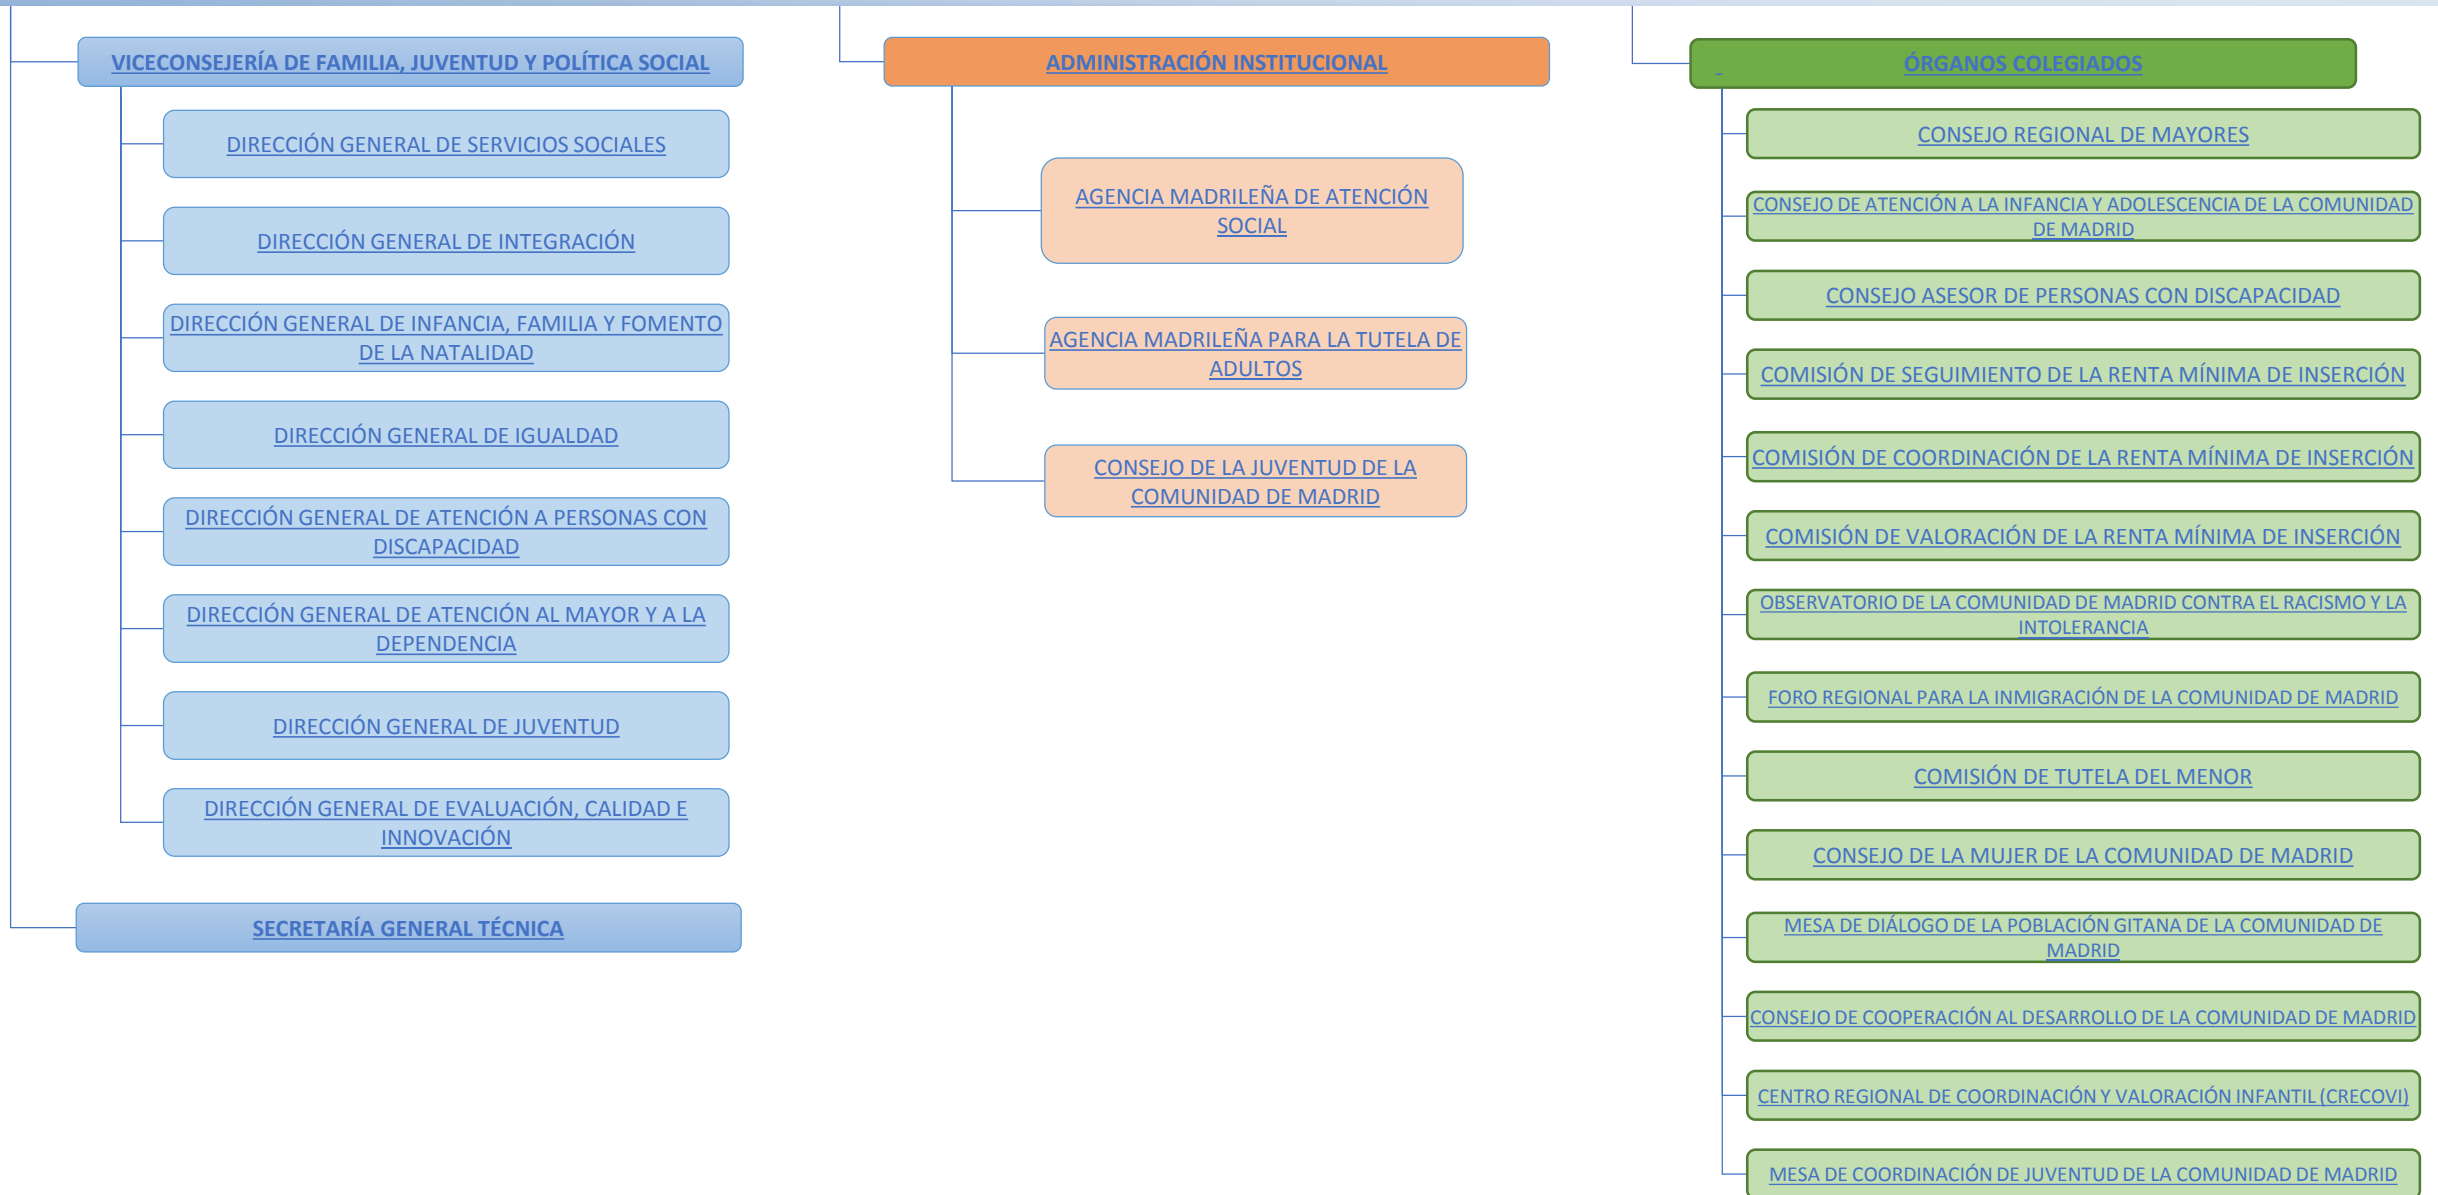 VICECONSEJERÍA DE FAMILIA, JUVENTUD Y POLÍTICA SOCIAL
DIRECCIÓN GENERAL DE SERVICIOS SOCIALES
DIRECCIÓN GENERAL DE INTEGRACIÓN
DIRECCIÓN GENERAL DE INFANCIA, FAMILIA Y FOMENTO
DE LA NATALIDAD
DIRECCIÓN GENERAL DE IGUALDAD
DIRECCIÓN GENERAL DE ATENCIÓN A PERSONAS CON
DISCAPACIDAD
DIRECCIÓN GENERAL DE ATENCIÓN AL MAYOR Y A LA
DEPENDENCIA
DIRECCIÓN GENERAL DE JUVENTUD
DIRECCIÓN GENERAL DE EVALUACIÓN, CALIDAD E
INNOVACIÓN
SECRETARÍA GENERAL TÉCNICA
ADMINISTRACIÓN INSTITUCIONAL
AGENCIA MADRILEÑA DE ATENCIÓN
SOCIAL
AGENCIA MADRILEÑA PARA LA TUTELA DE
ADULTOS
CONSEJO DE LA JUVENTUD DE LA
COMUNIDAD DE MADRID
ÓRGANOS COLEGIADOS
CONSEJO REGIONAL DE MAYORES
CONSEJO DE ATENCIÓN A LA INFANCIA Y ADOLESCENCIA DE LA COMUNIDAD
DE MADRID
CONSEJO ASESOR DE PERSONAS CON DISCAPACIDAD
COMISIÓN DE SEGUIMIENTO DE LA RENTA MÍNIMA DE INSERCIÓN
COMISIÓN DE COORDINACIÓN DE LA RENTA MÍNIMA DE INSERCIÓN
COMISIÓN DE VALORACIÓN DE LA RENTA MÍNIMA DE INSERCIÓN
OBSERVATORIO DE LA COMUNIDAD DE MADRID CONTRA EL RACISMO Y LA
INTOLERANCIA
FORO REGIONAL PARA LA INMIGRACIÓN DE LA COMUNIDAD DE MADRID
COMISIÓN DE TUTELA DEL MENOR
CONSEJO DE LA MUJER DE LA COMUNIDAD DE MADRID
MESA DE DIÁLOGO DE LA POBLACIÓN GITANA DE LA COMUNIDAD DE
MADRID
CONSEJO DE COOPERACIÓN AL DESARROLLO DE LA COMUNIDAD DE MADRID
CENTRO REGIONAL DE COORDINACIÓN Y VALORACIÓN INFANTIL (CRECOVI)
MESA DE COORDINACIÓN DE JUVENTUD DE LA COMUNIDAD DE MADRID